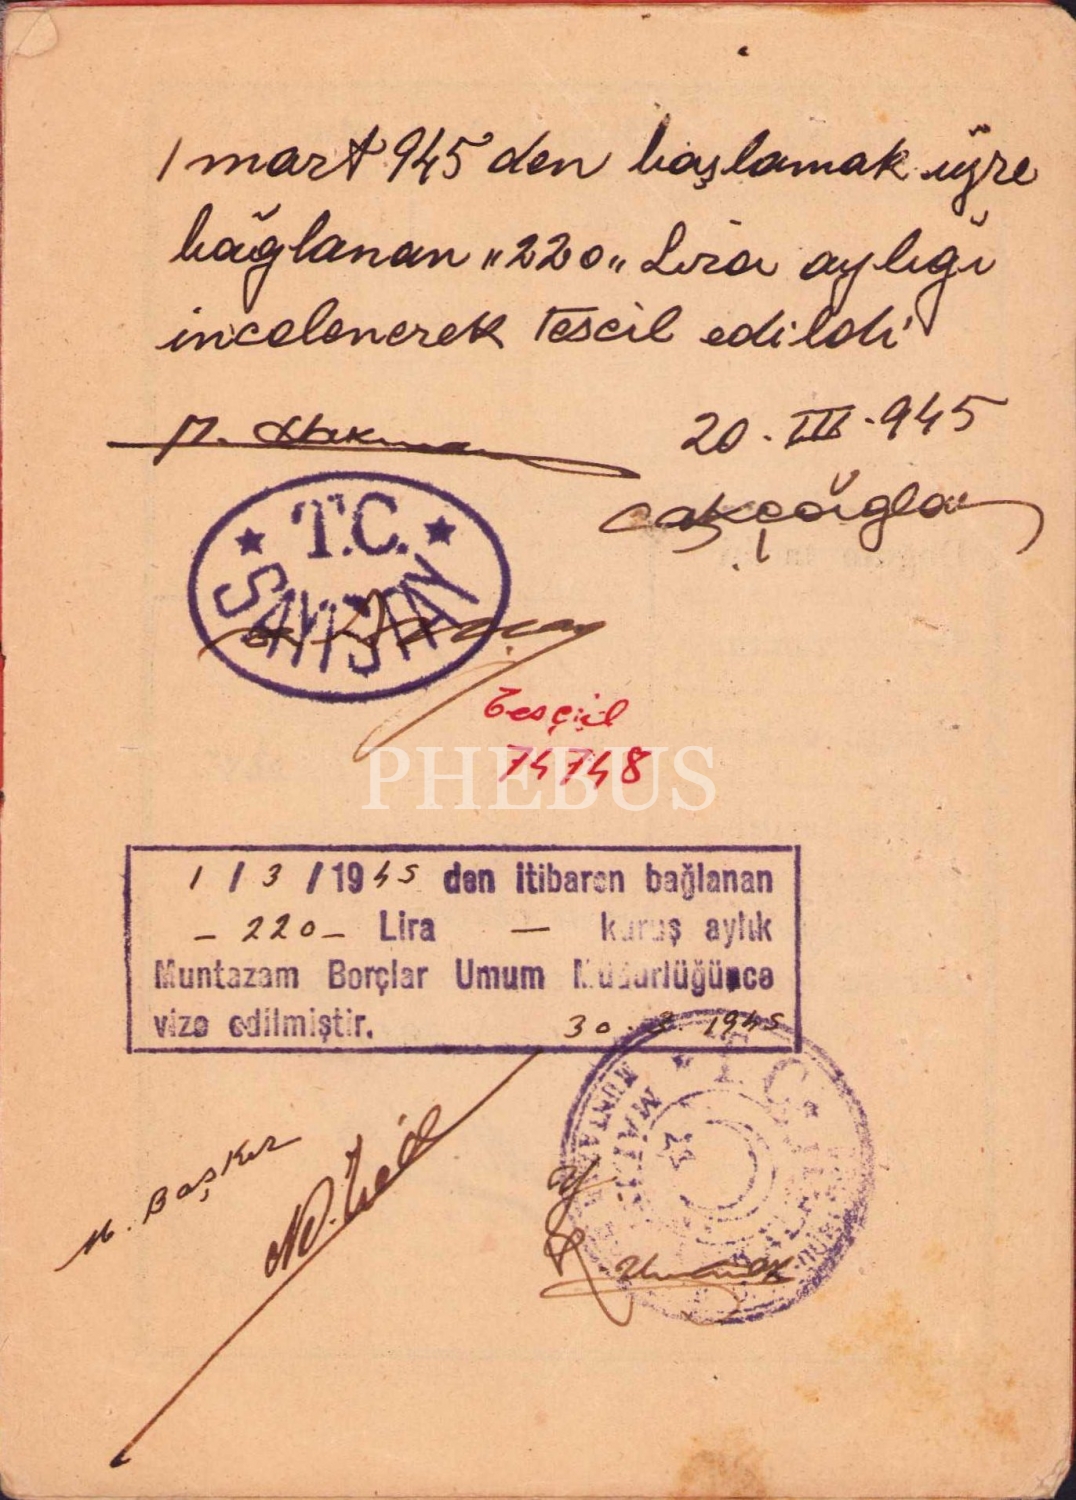 1 mart 945 den başlamak üzre
bağlanan "220" Lira aylığı
incelenerek Tescil edildi
20. III. 945
★ T.C. ★
SAYIŞTAY
Tesçil
74748
PHEBUS
1 / 3 / 1945 den itibaren bağlanan
– 220 – Lira — kuruş aylık
Muntazam Borçlar Umum Müdürlüğünce
vize edilmiştir. 30. 3. 1945
T.C.
M. Başkır